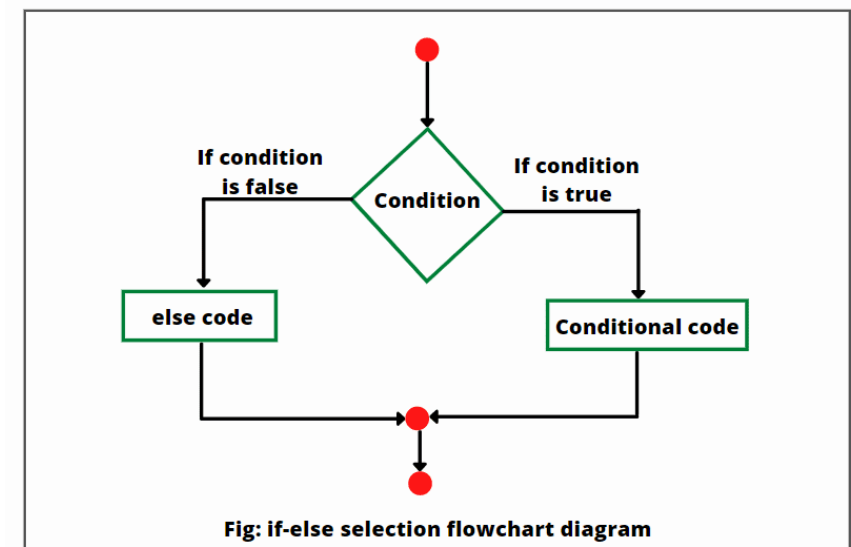 If condition
is false
If condition
is true
Condition
else code
Conditional code
Fig: if-else selection flowchart diagram